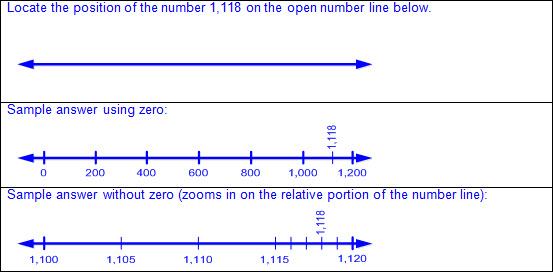 Locate the position of the number 1,118 on the open number line below.
Sample answer using zero:
1,118
0 200 400 600 800 1,000 1,200
Sample answer without zero (zooms in on the relative portion of the number line):
1,118
1,100 1,105 1,110 1,115 1,120